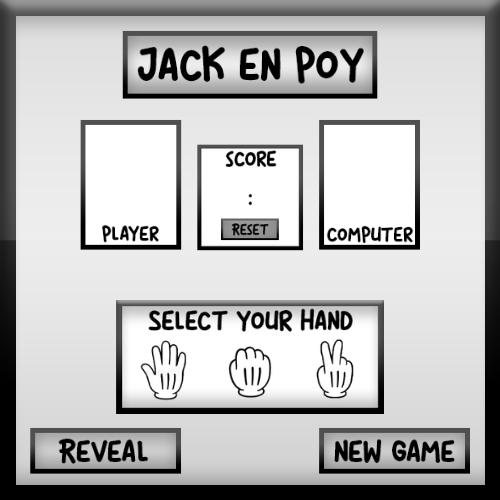 JACK EN POY
SCORE
:
RESET
PLAYER
COMPUTER
SELECT YOUR HAND
REVEAL
NEW GAME